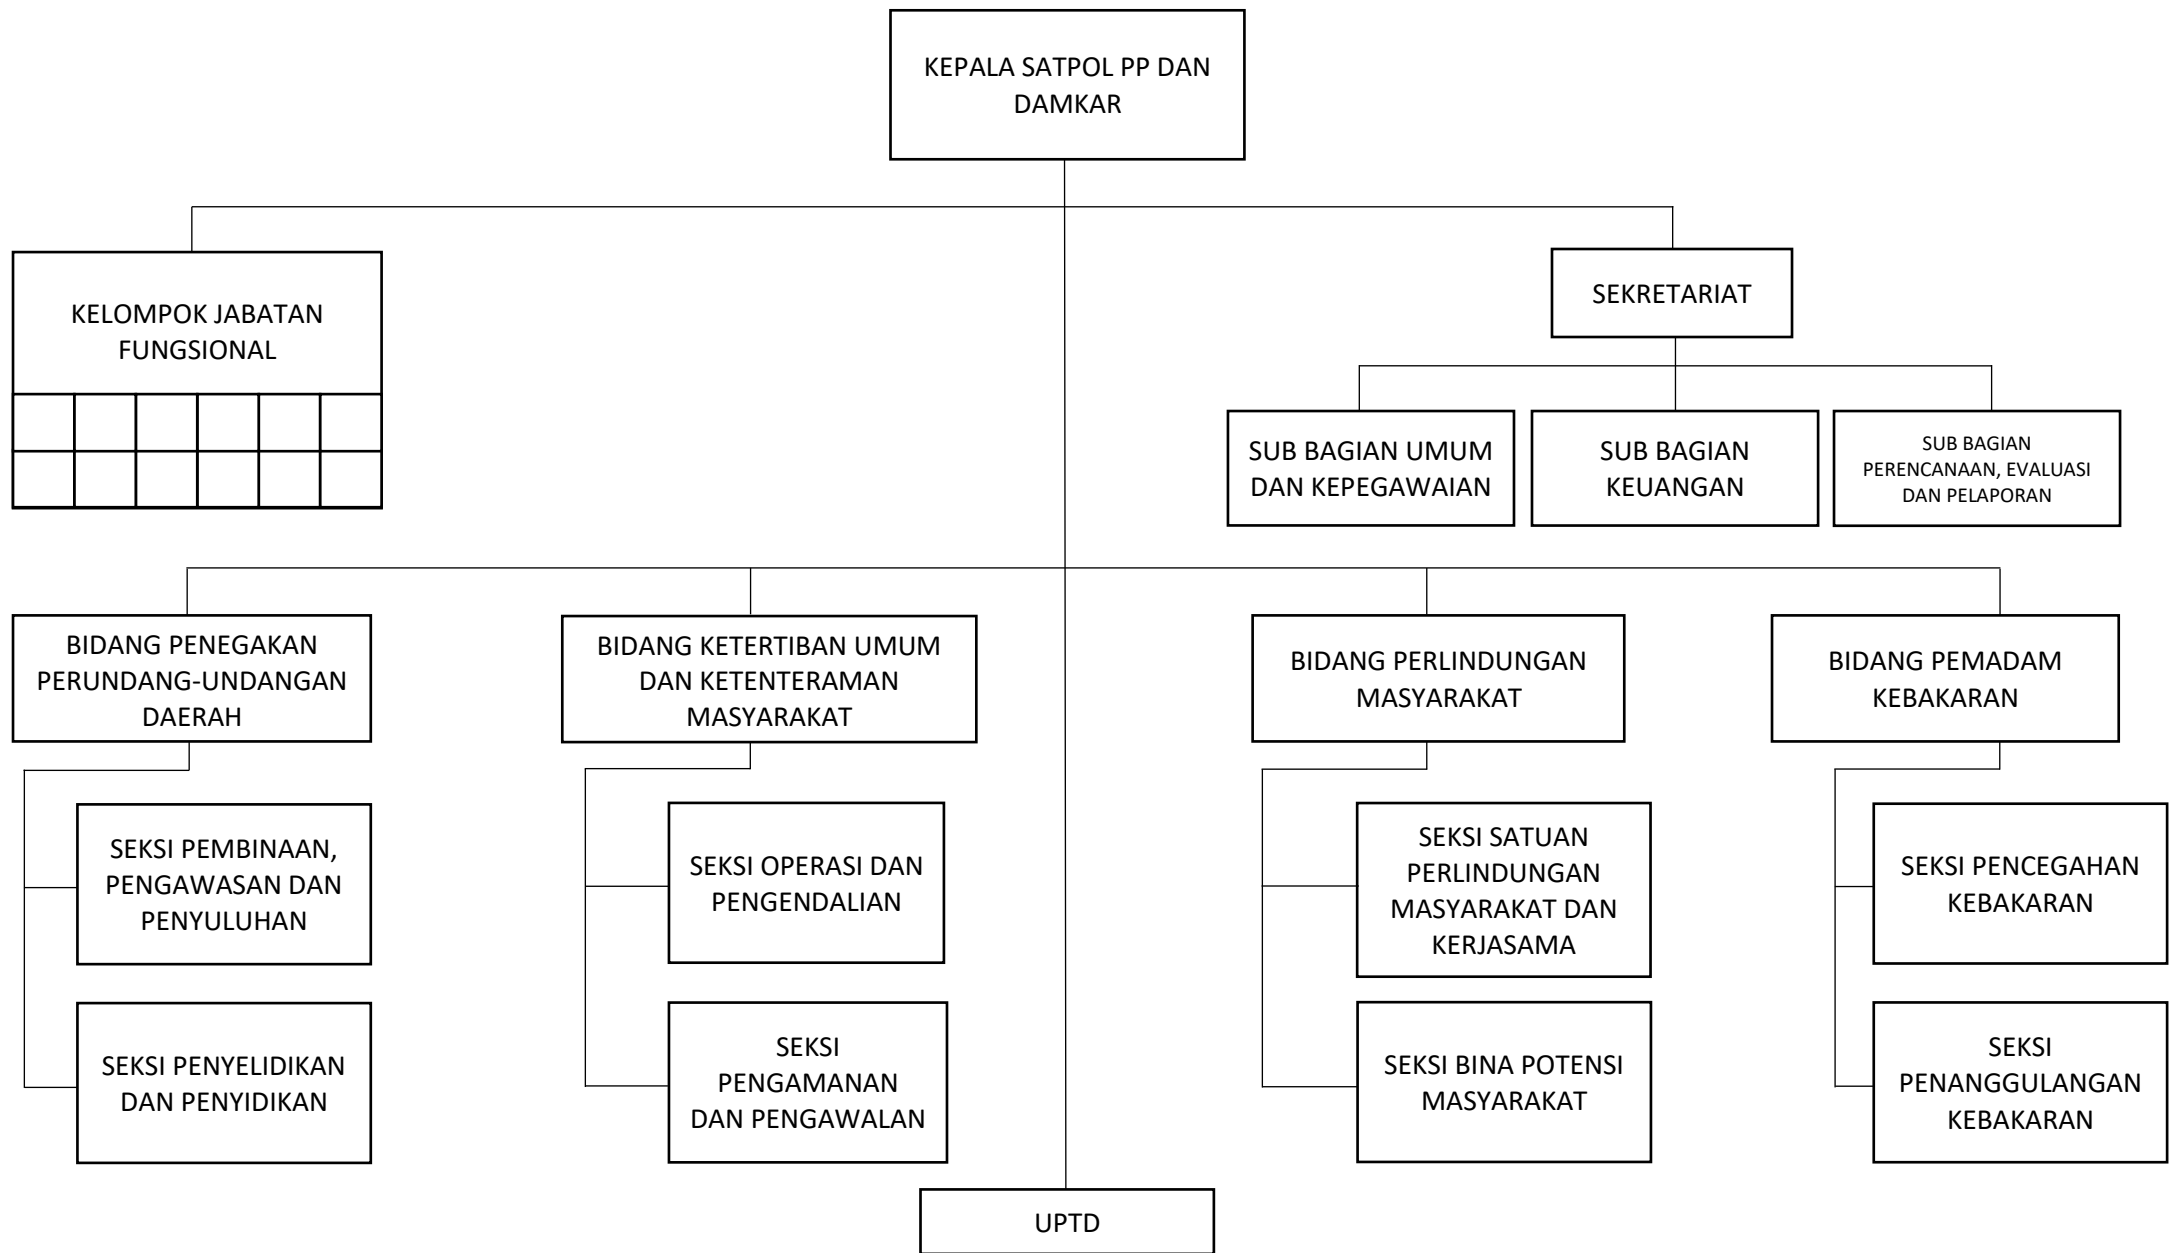 KEPALA SATPOL PP DAN
DAMKAR
KELOMPOK JABATAN
FUNGSIONAL
SEKRETARIAT
SUB BAGIAN UMUM
DAN KEPEGAWAIAN
SUB BAGIAN
KEUANGAN
SUB BAGIAN
PERENCANAAN, EVALUASI
DAN PELAPORAN
BIDANG PENEGAKAN
PERUNDANG-UNDANGAN
DAERAH
BIDANG KETERTIBAN UMUM
DAN KETENTERAMAN
MASYARAKAT
BIDANG PERLINDUNGAN
MASYARAKAT
BIDANG PEMADAM
KEBAKARAN
SEKSI PEMBINAAN,
PENGAWASAN DAN
PENYULUHAN
SEKSI OPERASI DAN
PENGENDALIAN
SEKSI SATUAN
PERLINDUNGAN
MASYARAKAT DAN
KERJASAMA
SEKSI PENCEGAHAN
KEBAKARAN
SEKSI PENYELIDIKAN
DAN PENYIDIKAN
SEKSI
PENGAMANAN
DAN PENGAWALAN
SEKSI BINA POTENSI
MASYARAKAT
SEKSI
PENANGGULANGAN
KEBAKARAN
UPTD